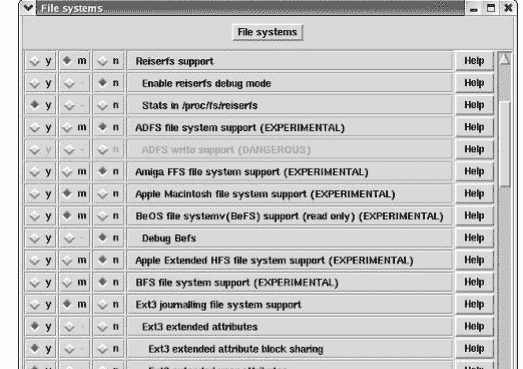 File systems
File systems
y m n Reiserfs support Help
y - n Enable reiserfs debug mode Help
y - n Stats in /proc/fs/reiserfs Help
y m n ADFS file system support (EXPERIMENTAL) Help
y - n ADFS write support (DANGEROUS) Help
y m n Amiga FFS file system support (EXPERIMENTAL) Help
y m n Apple Macintosh file system support (EXPERIMENTAL) Help
y m n BeOS file systemv(BeFS) support (read only) (EXPERIMENTAL) Help
y - n Debug Befs Help
y m n Apple Extended HFS file system support (EXPERIMENTAL) Help
y m n BFS file system support (EXPERIMENTAL) Help
y m n Ext3 journalling file system support Help
y - n Ext3 extended attributes Help
y - n Ext3 extended attribute block sharing Help